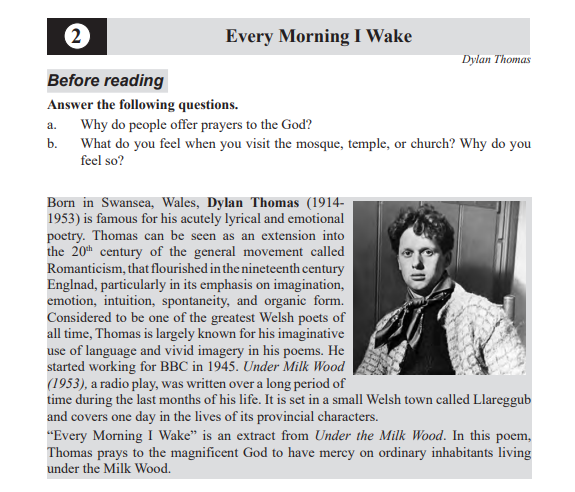 2
Every Morning I Wake
Dylan Thomas
Before reading
Answer the following questions.
a. Why do people offer prayers to the God?
b. What do you feel when you visit the mosque, temple, or church? Why do you
feel so?
Born in Swansea, Wales, Dylan Thomas (1914-
1953) is famous for his acutely lyrical and emotional
poetry. Thomas can be seen as an extension into
the 20th century of the general movement called
Romanticism, that flourished in the nineteenth century
Englnad, particularly in its emphasis on imagination,
emotion, intuition, spontaneity, and organic form.
Considered to be one of the greatest Welsh poets of
all time, Thomas is largely known for his imaginative
use of language and vivid imagery in his poems. He
started working for BBC in 1945. Under Milk Wood
(1953), a radio play, was written over a long period of
time during the last months of his life. It is set in a small Welsh town called Llareggub
and covers one day in the lives of its provincial characters.
“Every Morning I Wake” is an extract from Under the Milk Wood. In this poem,
Thomas prays to the magnificent God to have mercy on ordinary inhabitants living
under the Milk Wood.